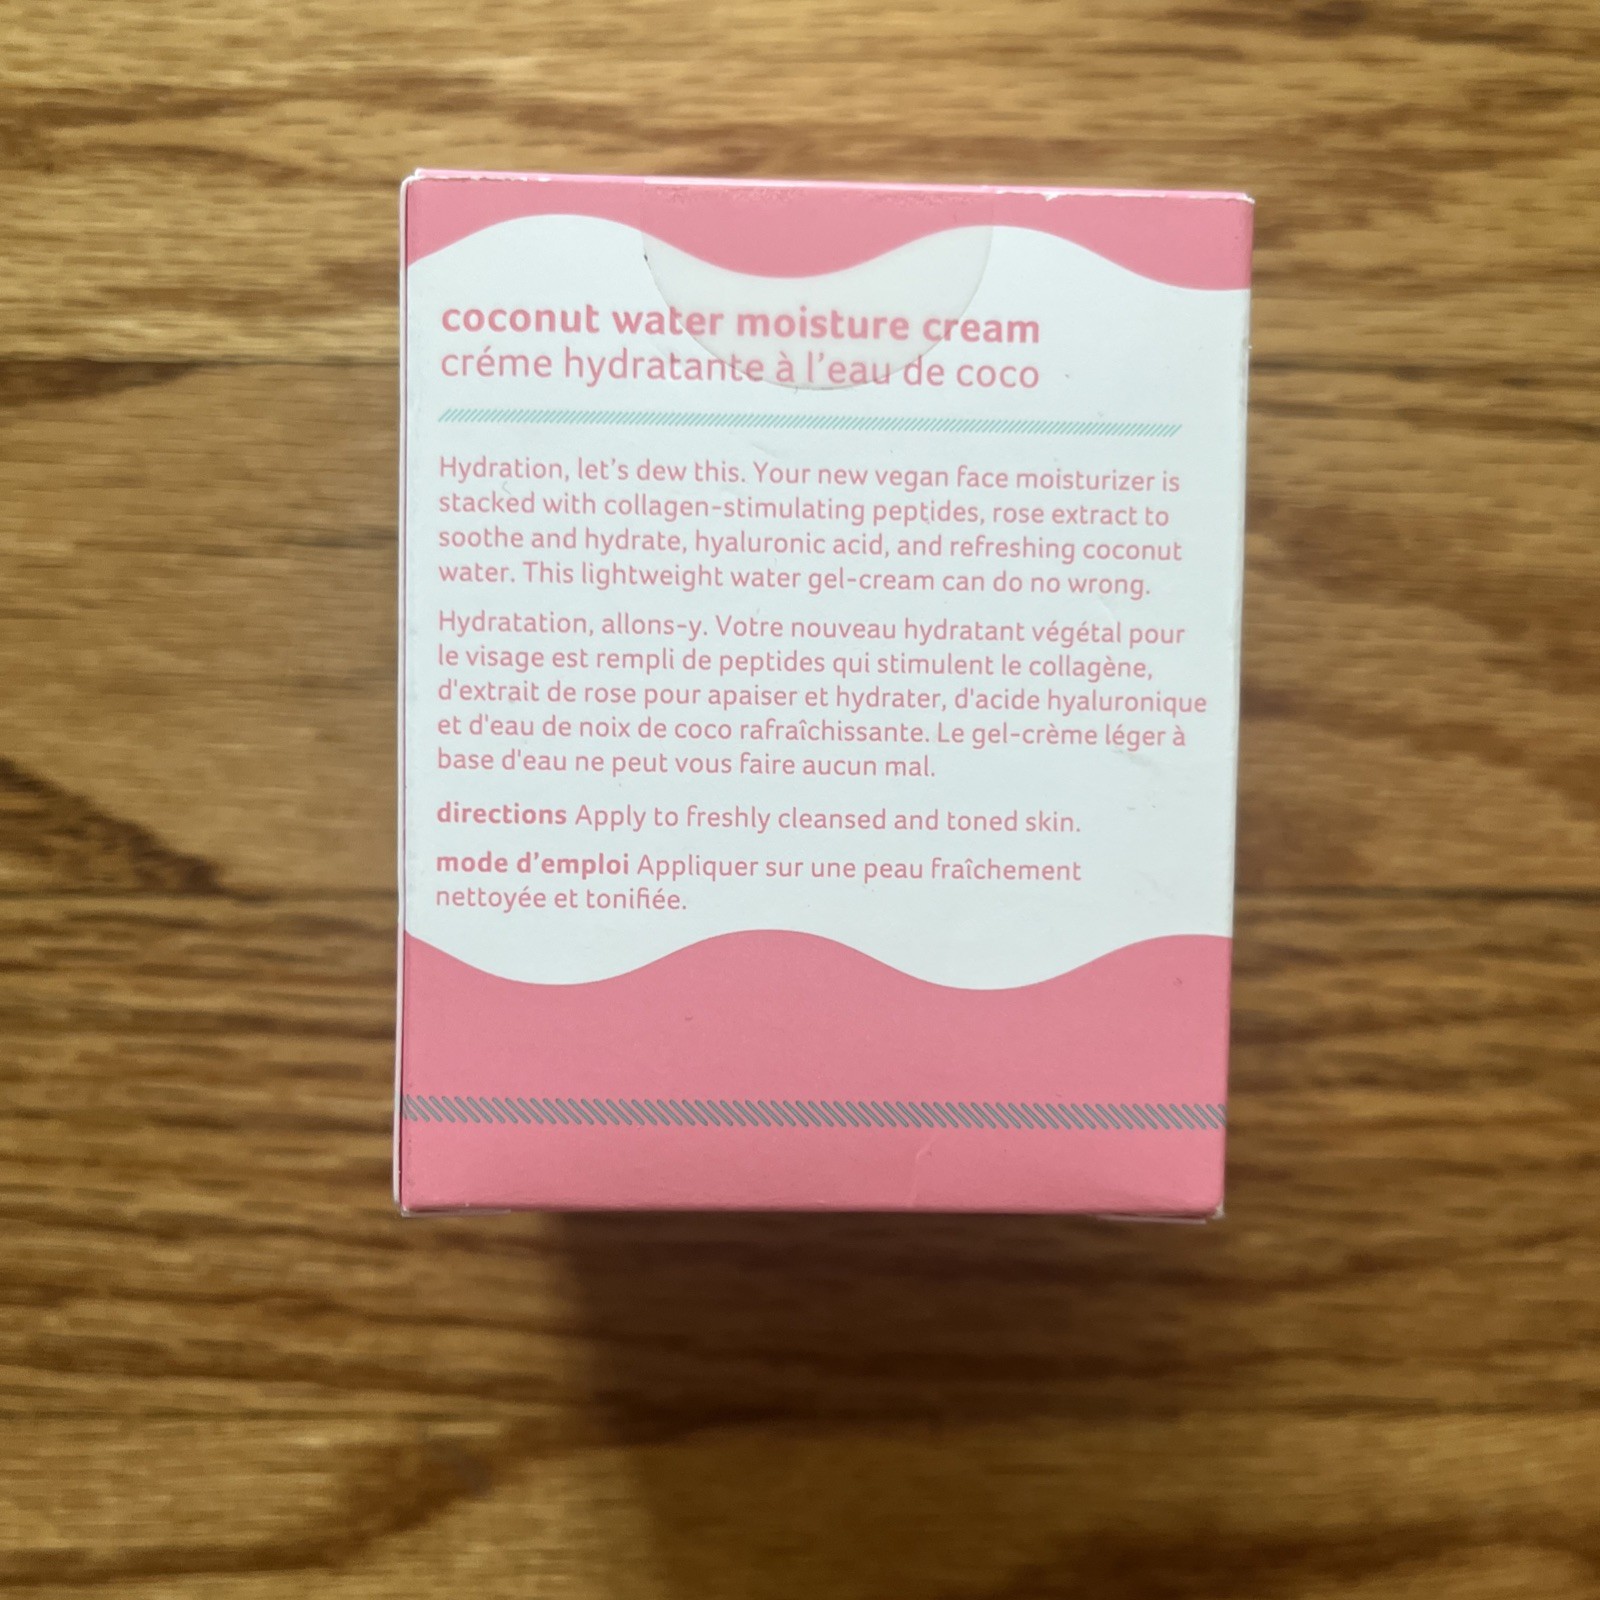 coconut water moisture cream
créme hydratante à l'eau de coco
Hydration, let's dew this. Your new vegan face moisturizer is
stacked with collagen-stimulating peptides, rose extract to
soothe and hydrate, hyaluronic acid, and refreshing coconut
water. This lightweight water gel-cream can do no wrong.
Hydratation, allons-y. Votre nouveau hydratant végétal pour
le visage est rempli de peptides qui stimulent le collagène,
d'extrait de rose pour apaiser et hydrater, d'acide hyaluronique
et d'eau de noix de coco rafraîchissante. Le gel-crème léger à
base d'eau ne peut vous faire aucun mal.
directions Apply to freshly cleansed and toned skin.
mode d'emploi Appliquer sur une peau fraîchement
nettoyée et tonifiée.